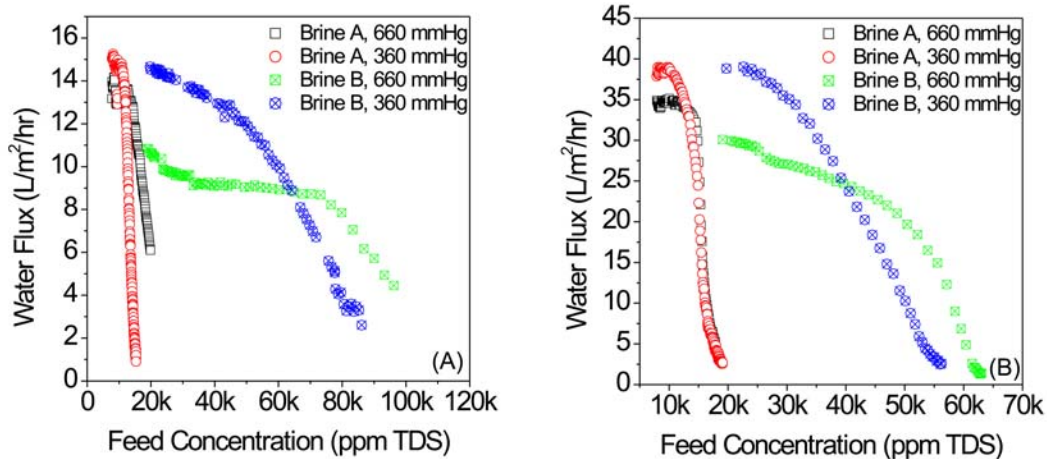 16
14
12
10
8
6
4
2
0
Water Flux (L/m²/hr)
Brine A, 660 mmHg
Brine A, 360 mmHg
Brine B, 660 mmHg
Brine B, 360 mmHg
(A)
0 20k 40k 60k 80k 100k 120k
Feed Concentration (ppm TDS)
45
40
35
30
25
20
15
10
5
0
Water Flux (L/m²/hr)
Brine A, 660 mmHg
Brine A, 360 mmHg
Brine B, 660 mmHg
Brine B, 360 mmHg
(B)
10k 20k 30k 40k 50k 60k 70k
Feed Concentration (ppm TDS)